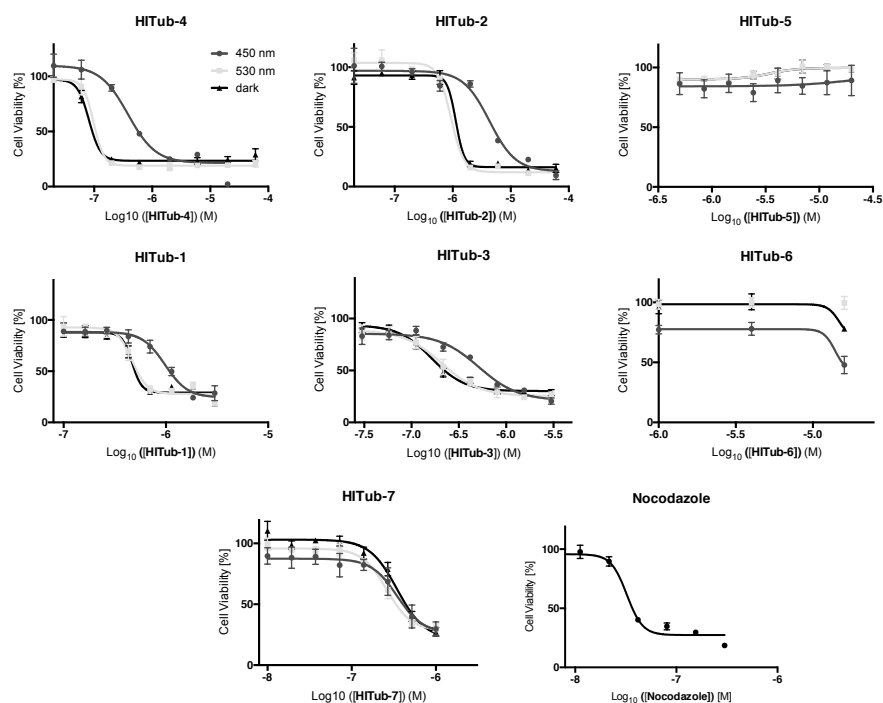 HITub-4
450 nm
530 nm
dark
Cell Viability [%]
100
50
0
-7
-6
-5
-4
Log10 ([HITub-4]) (M)
HITub-2
Cell Viability [%]
100
50
0
-7
-6
-5
-4
Log10 ([HITub-2]) (M)
HITub-5
Cell Viability [%]
100
50
0
-6.5
-6.0
-5.5
-5.0
-4.5
Log10 ([HITub-5]) (M)
HITub-1
Cell Viability [%]
100
50
0
-7
-6
-5
Log10 ([HITub-1]) (M)
HITub-3
Cell Viability [%]
100
50
0
-7.5
-7.0
-6.5
-6.0
-5.5
Log10 ([HITub-3]) (M)
HITub-6
Cell Viability [%]
100
50
0
-6.0
-5.5
-5.0
Log10 ([HITub-6]) (M)
HITub-7
Cell Viability [%]
100
50
0
-8
-7
-6
Log10 ([HITub-7]) (M)
Nocodazole
Cell Viability [%]
100
50
0
-8
-7
-6
Log10 ([Nocodazole]) [M]